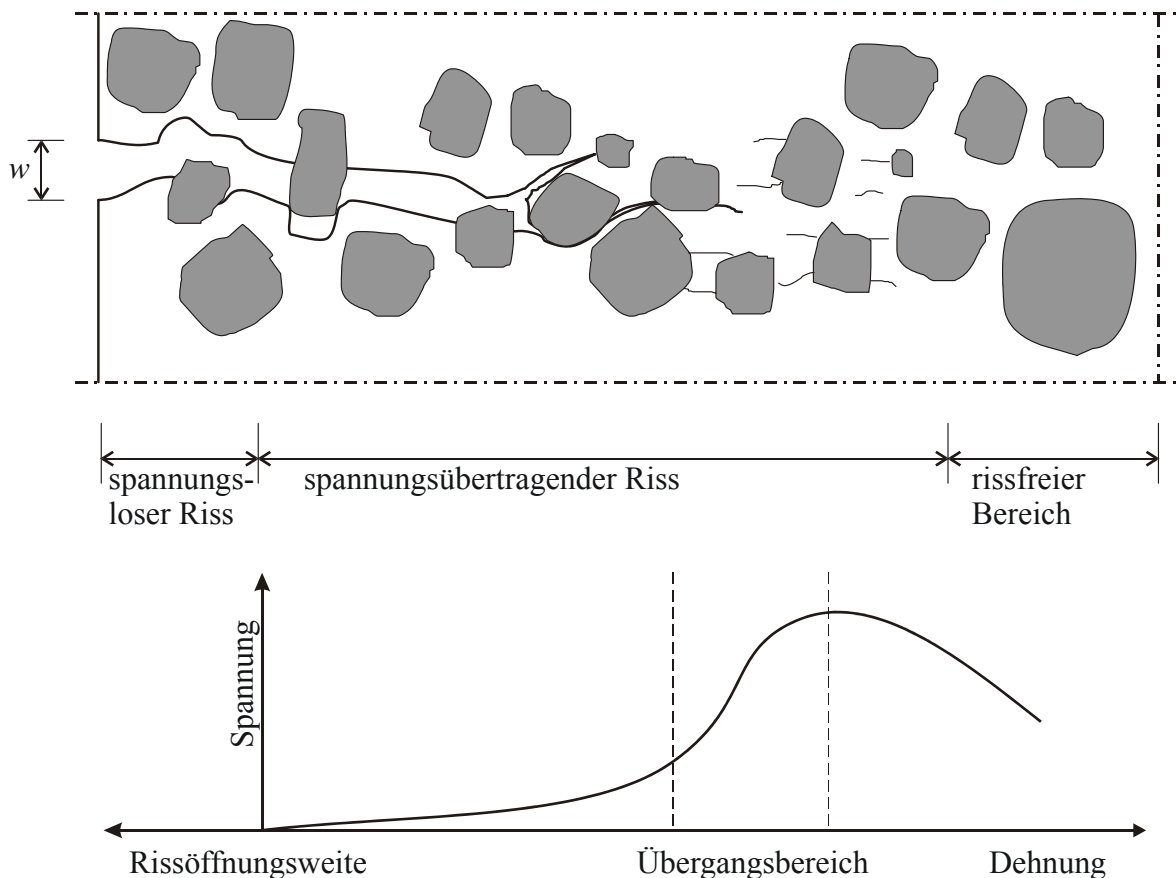 w
spannungs-
loser Riss
spannungsübertragender Riss
rissfreier
Bereich
Spannung
Rissöffnungsweite
Übergangsbereich
Dehnung